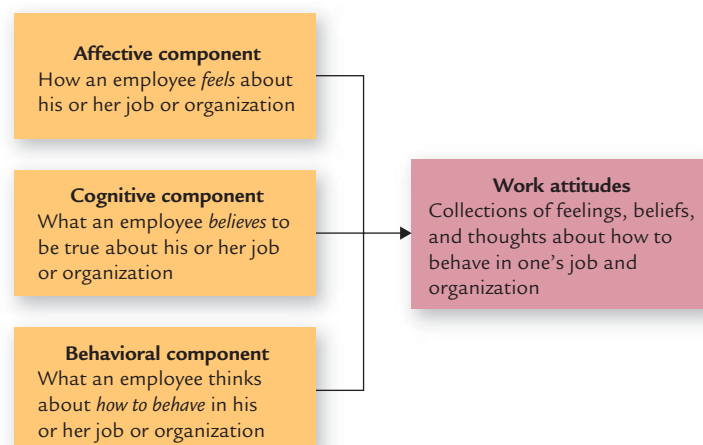 Affective component
How an employee feels about
his or her job or organization
Cognitive component
What an employee believes to
be true about his or her job
or organization
Behavioral component
What an employee thinks
about how to behave in his
or her job or organization
Work attitudes
Collections of feelings, beliefs,
and thoughts about how to
behave in one's job and
organization